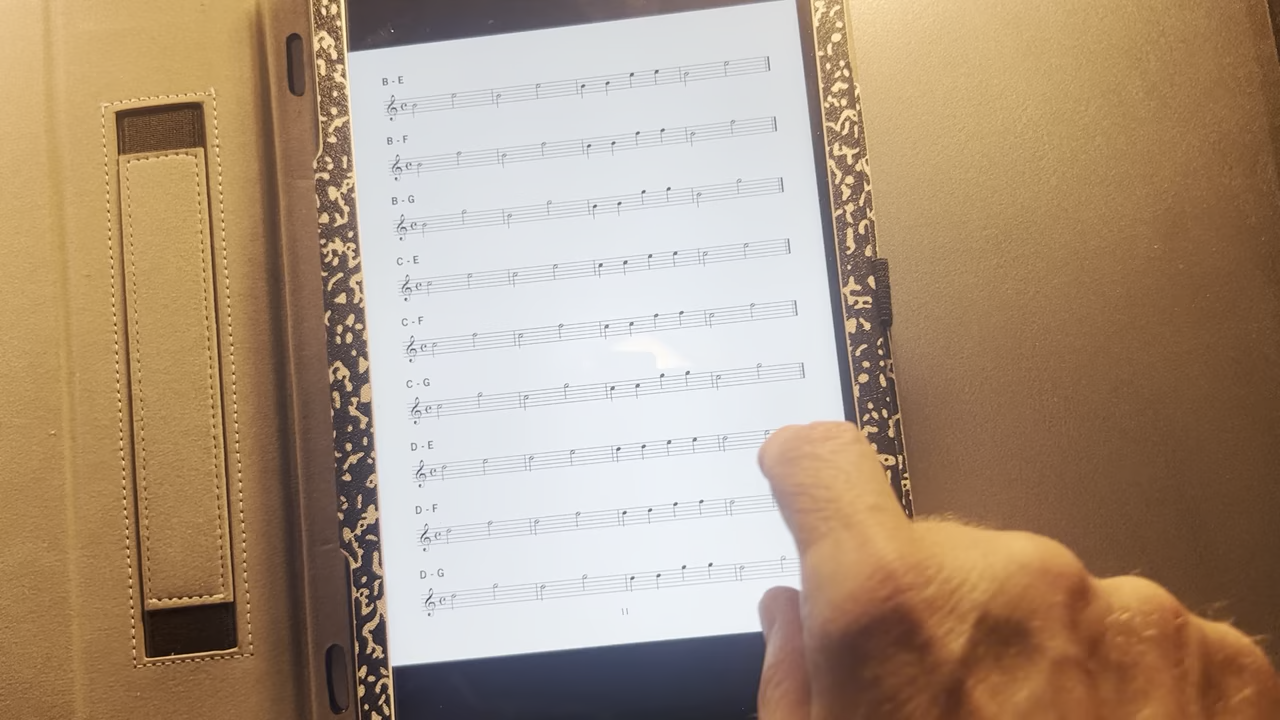 B - E
B - F
B - G
C - E
C - F
C - G
D - E
D - F
D - G
11